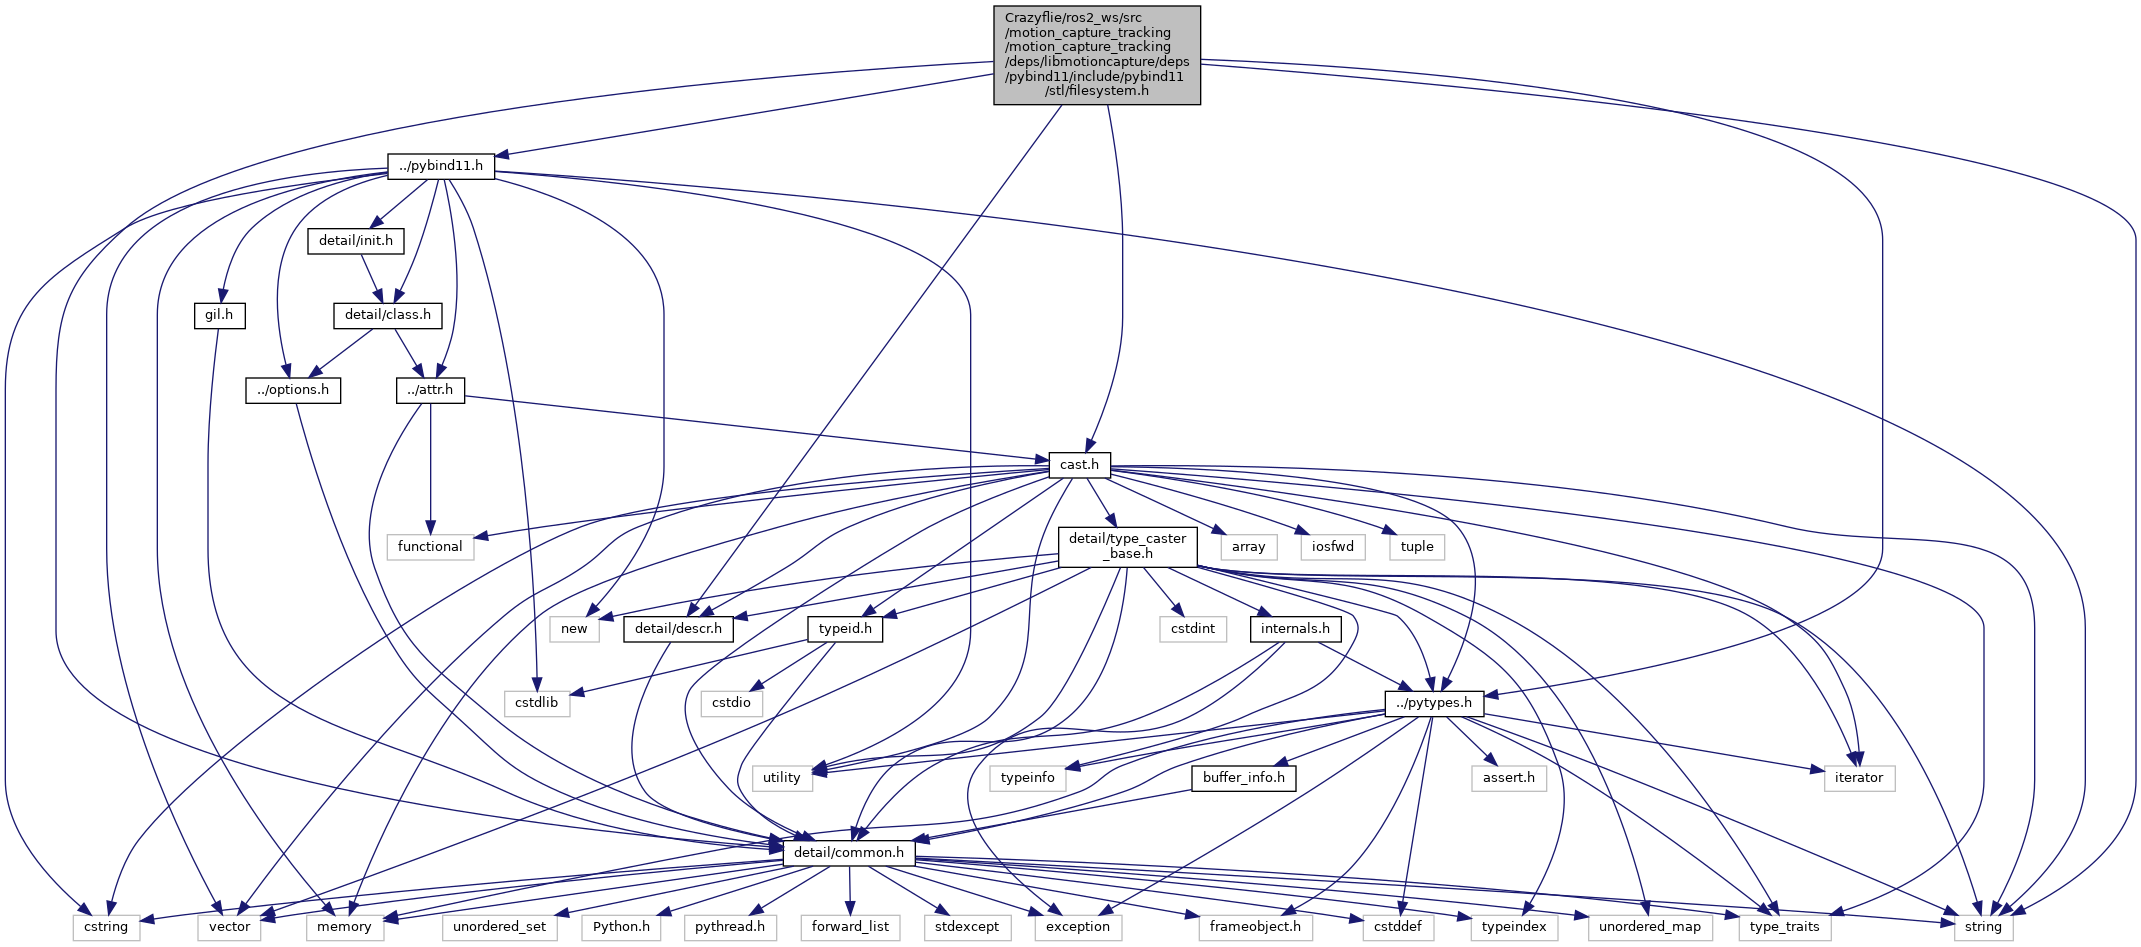 Crazyflie/ros2_ws/src
/motion_capture_tracking
/motion_capture_tracking
/deps/libmotioncapture/deps
/pybind11/include/pybind11
/stl/filesystem.h
../pybind11.h
detail/init.h
gil.h
detail/class.h
../options.h
../attr.h
cast.h
functional
detail/type_caster
_base.h
array
iosfwd
tuple
new
detail/descr.h
typeid.h
cstdint
internals.h
cstdlib
cstdio
../pytypes.h
utility
typeinfo
buffer_info.h
assert.h
iterator
detail/common.h
cstring
vector
memory
unordered_set
Python.h
pythread.h
forward_list
stdexcept
exception
frameobject.h
cstddef
typeindex
unordered_map
type_traits
string